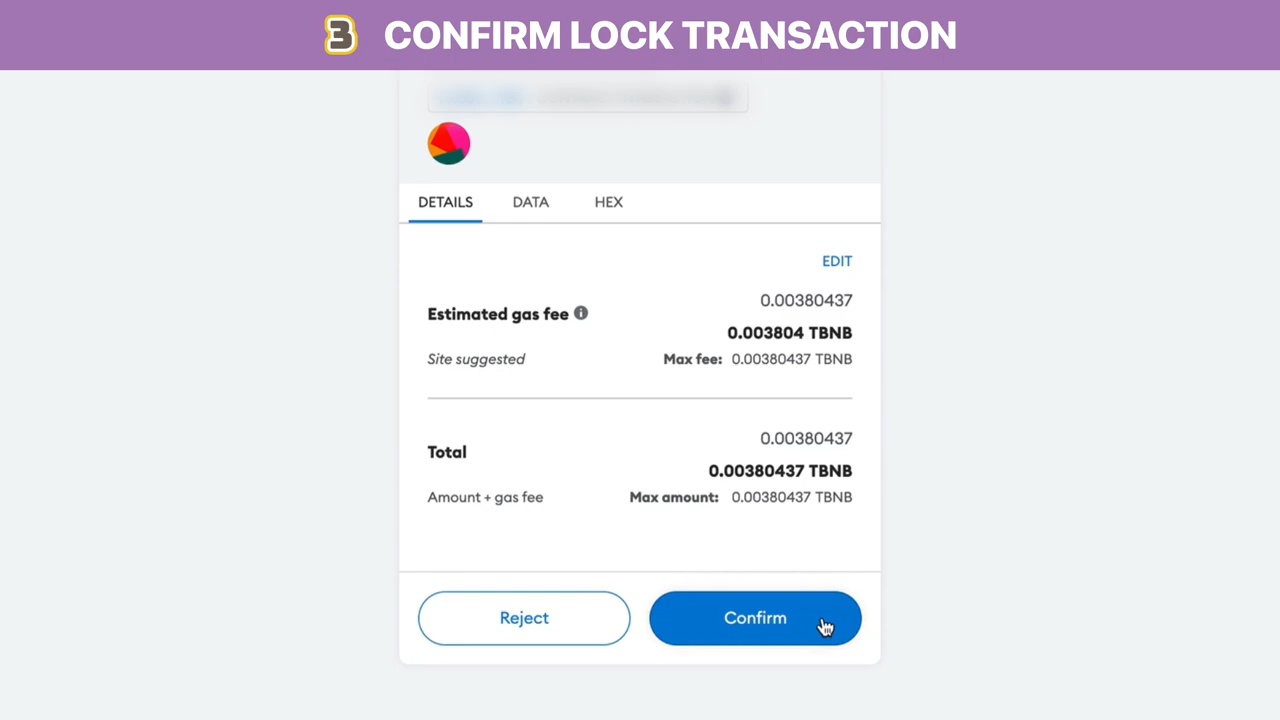 3 CONFIRM LOCK TRANSACTION
DETAILS DATA HEX
EDIT
0.00380437
Estimated gas fee
0.003804 TBNB
Site suggested Max fee: 0.00380437 TBNB
0.00380437
Total
0.00380437 TBNB
Amount + gas fee Max amount: 0.00380437 TBNB
Reject Confirm